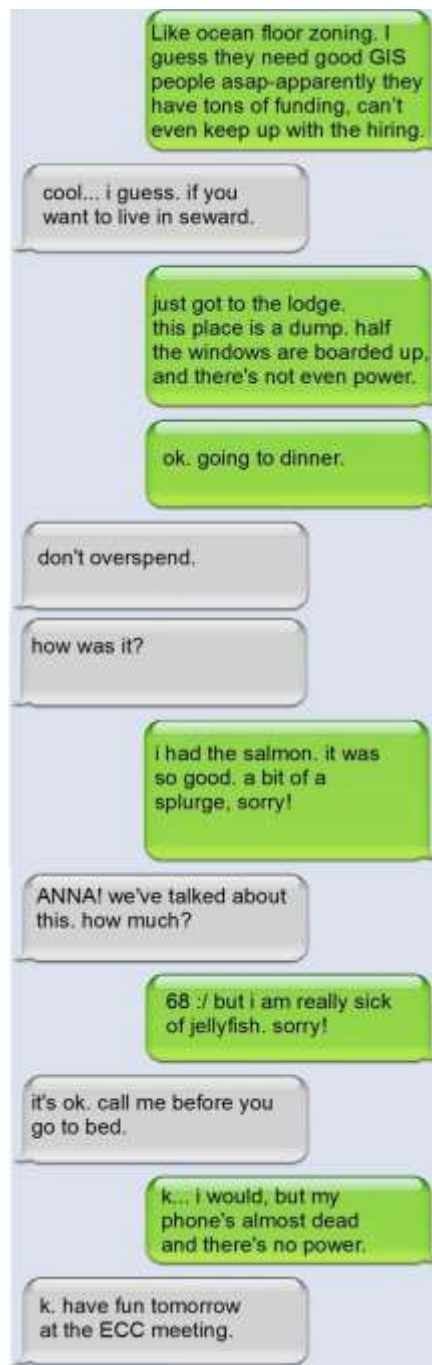 Like ocean floor zoning. I
guess they need good GIS
people asap-apparently they
have tons of funding, can't
even keep up with the hiring.
cool... i guess. if you
want to live in seward.
just got to the lodge.
this place is a dump. half
the windows are boarded up,
and there's not even power.
ok. going to dinner.
don't overspend.
how was it?
i had the salmon. it was
so good. a bit of a
splurge, sorry!
ANNA! we've talked about
this. how much?
68 :/ but i am really sick
of jellyfish. sorry!
it's ok. call me before you
go to bed.
k... i would, but my
phone's almost dead
and there's no power.
k. have fun tomorrow
at the ECC meeting.